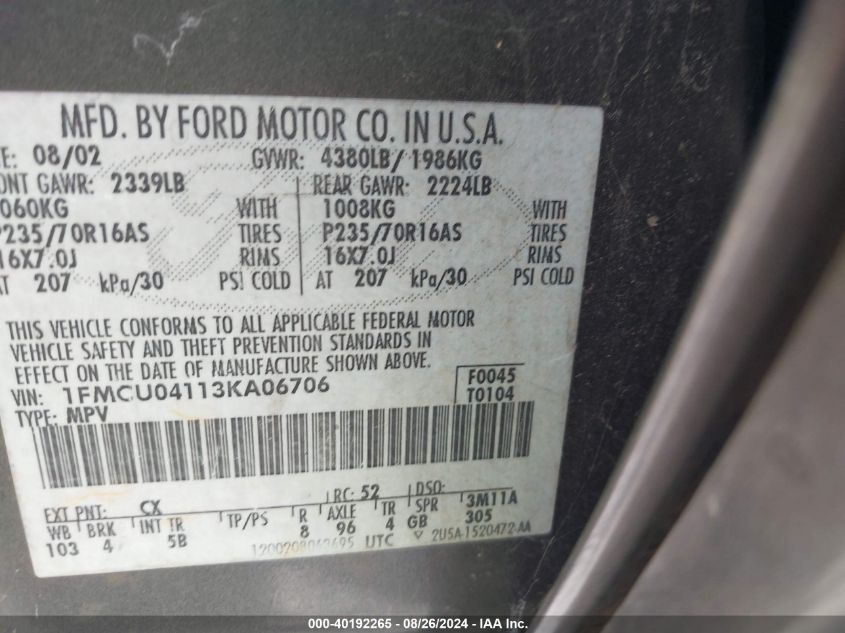 MFD. BY FORD MOTOR CO. IN U.S.A.
E: 08/02 GVWR: 4380LB/ 1986KG
ONT GAWR: 2339LB REAR GAWR: 2224LB
060KG WITH 1008KG WITH
P235/70R16AS TIRES P235/70R16AS TIRES
16X7.0J RIMS 16X7.0J RIMS
AT 207 kPa/30 PSI COLD AT 207 kPa/30 PSI COLD
THIS VEHICLE CONFORMS TO ALL APPLICABLE FEDERAL MOTOR
VEHICLE SAFETY AND THEFT PREVENTION STANDARDS IN
EFFECT ON THE DATE OF MANUFACTURE SHOWN ABOVE.
VIN: 1FMCU04113KA06706 F0045
TYPE: MPV T0104
EXT PNT: CX RC: 52 DSO:
WB BRK INT TR TP/PS R AXLE TR SPR 3M11A
103 4 5B 8 96 4 GB 305
UTC 2U5A-1520472-AA
000-40192265 - 08/26/2024 - IAA Inc.